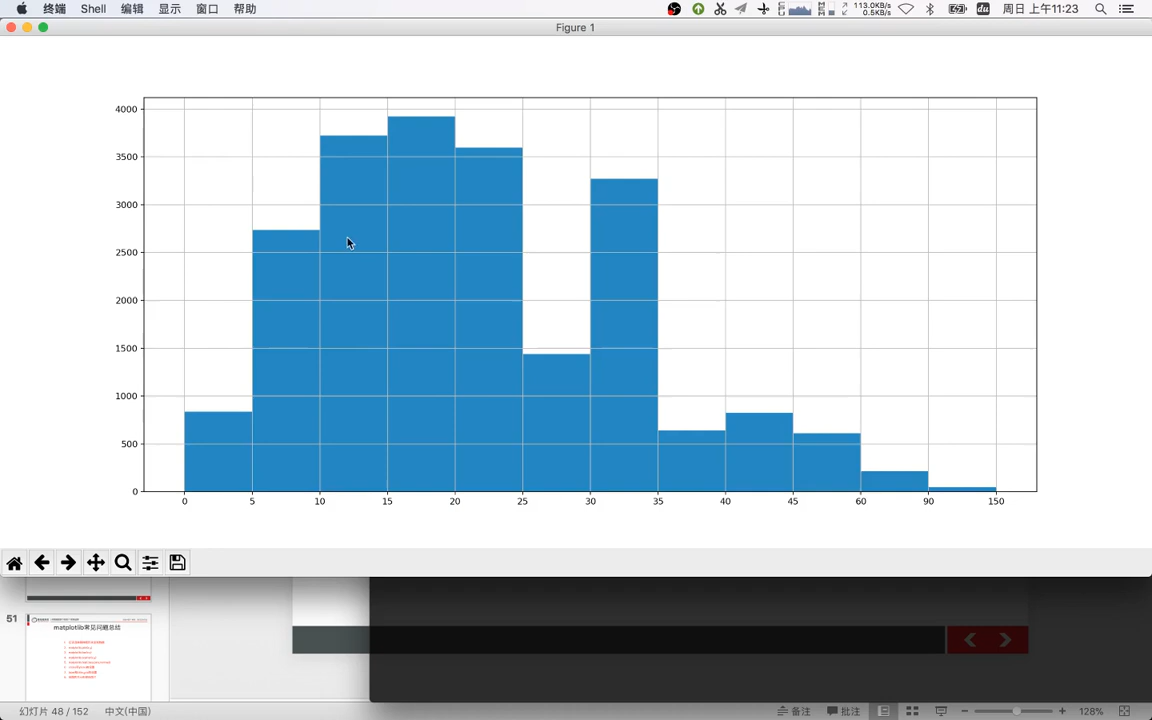 终端 Shell 编辑 显示 窗口 帮助
113.0KB/s
0.5KB/s
周日 上午11:23
Figure 1
4000
3500
3000
2500
2000
1500
1000
500
0
0 5 10 15 20 25 30 35 40 45 60 90 150
51
matplotlib常见问题总结
幻灯片 48 / 152 中文(中国)
备注 批注 128%